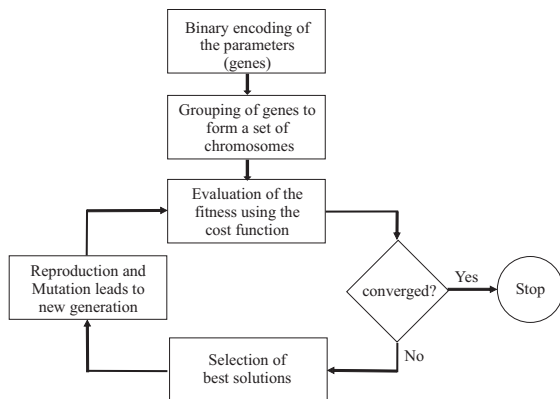 Binary encoding of
the parameters
(genes)
Grouping of genes to
form a set of
chromosomes
Evaluation of the
fitness using the
cost function
Reproduction and
Mutation leads to
new generation
converged?
Yes
Stop
No
Selection of
best solutions